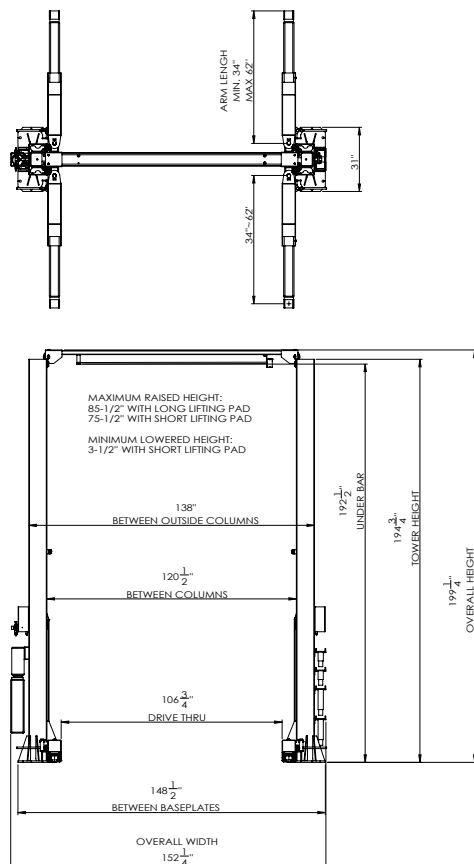 ARM LENGH
MIN. 34"
MAX 62"
31"
34"~62"
MAXIMUM RAISED HEIGHT:
85-1/2" WITH LONG LIFTING PAD
75-1/2" WITH SHORT LIFTING PAD
MINIMUM LOWERED HEIGHT:
3-1/2" WITH SHORT LIFTING PAD
138"
BETWEEN OUTSIDE COLUMNS
120 1/2"
BETWEEN COLUMNS
106 3/4"
DRIVE THRU
148 1/2"
BETWEEN BASEPLATES
OVERALL WIDTH
152 1/4"
192 1/2"
UNDER BAR
194 3/4"
TOWER HEIGHT
199 1/4"
OVERALL HEIGHT